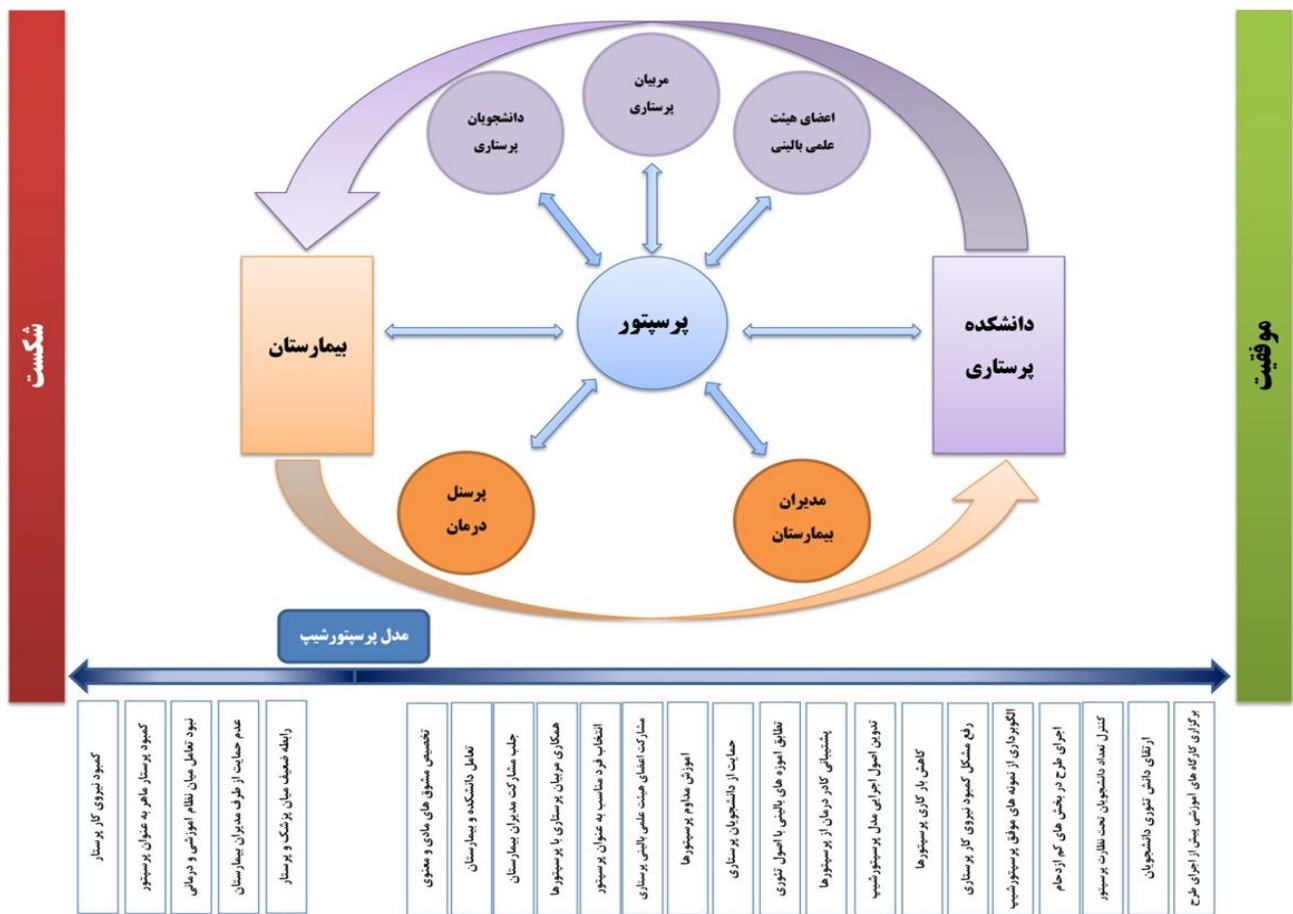 موفقیت
شکست
اعضای هیئت
علمی بالینی
مربیان
پرستاری
دانشجویان
پرستاری
دانشکده
پرستاری
پرسپتور
بیمارستان
مدیران
بیمارستان
پرسنل
درمان
مدل پرسپتورشیپ
برگزاری کارگاه های آموزشی پیش از اجرای طرح
ارتقای دانش تئوری دانشجویان
کنترل تعداد دانشجویان تحت نظارت پرسپتور
اجرای طرح در بخش های کم ازدحام
الگوبرداری از نمونه های موفق پرسپتورشیپ
رفع مشکل کمبود نیروی کار پرستاری
کاهش بار کاری پرسپتورها
تدوین اصول اجرایی مدل پرسپتورشیپ
پشتیبانی کادر درمان از پرسپتورها
تطابق اموزه های بالینی با اصول تئوری
حمایت از دانشجویان پرستاری
اموزش مداوم پرسپتورها
مشارکت اعضای هیئت علمی بالینی پرستاری
انتخاب فرد مناسب به عنوان پرسپتور
همکاری مربیان پرستاری با پرسپتورها
جلب مشارکت مدیران بیمارستان
تعامل دانشکده و بیمارستان
تخصیص مشوق های مادی و معنوی
رابطه ضعیف میان پزشک و پرستار
عدم حمایت از طرف مدیران بیمارستان
نبود تعامل میان نظام اموزشی و درمانی
کمبود پرستار ماهر به عنوان پرسپتور
کمبود نیروی کار پرستار